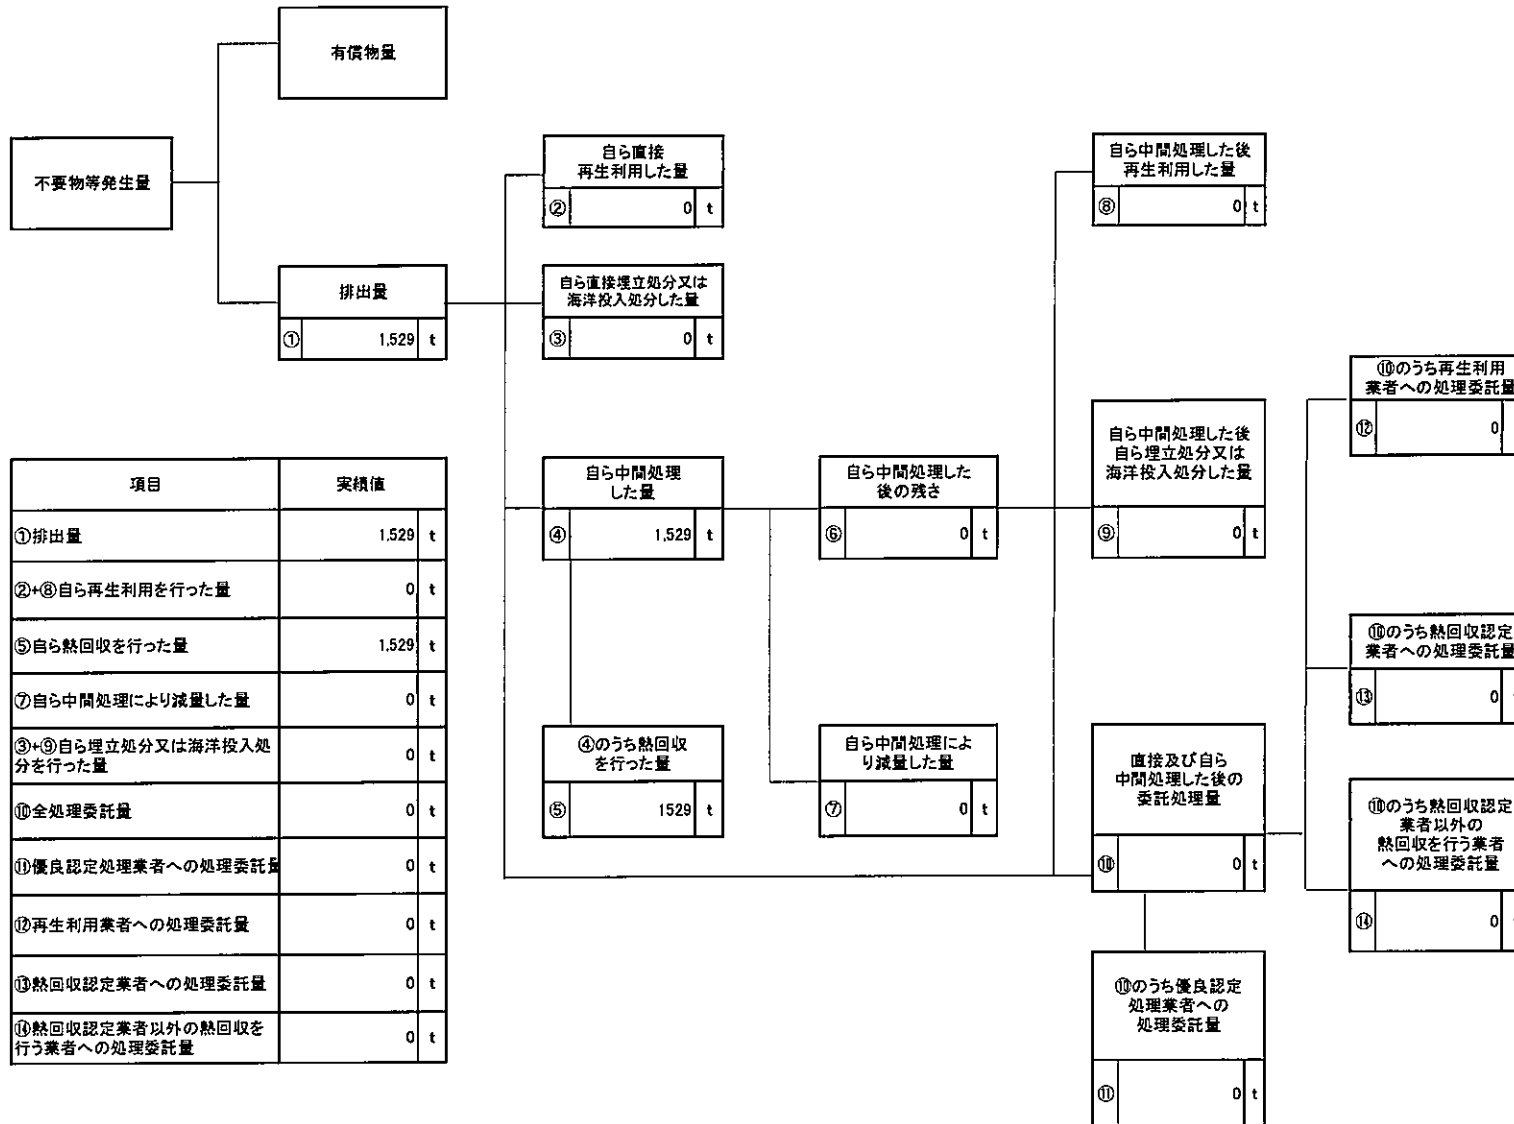 有償物量
不要物等発生量
排出量
① 1,529 t
自ら直接
再生利用した量
② 0 t
自ら直接埋立処分又は
海洋投入処分した量
③ 0 t
自ら中間処理
した量
④ 1,529 t
④のうち熱回収
を行った量
⑤ 1529 t
自ら中間処理した
後の残さ
⑥ 0 t
自ら中間処理によ
り減量した量
⑦ 0 t
自ら中間処理した後
再生利用した量
⑧ 0 t
自ら中間処理した後
自ら埋立処分又は
海洋投入処分した量
⑨ 0 t
直接及び自ら
中間処理した後の
委託処理量
⑩ 0 t
⑩のうち優良認定
処理業者への
処理委託量
⑪ 0 t
⑩のうち再生利用
業者への処理委託量
⑫ 0
⑩のうち熱回収認定
業者への処理委託量
⑬ 0
⑩のうち熱回収認定
業者以外の
熱回収を行う業者
への処理委託量
⑭ 0
項目 実績値
①排出量 1,529 t
②+⑧自ら再生利用を行った量 0 t
⑤自ら熱回収を行った量 1,529 t
⑦自ら中間処理により減量した量 0 t
③+⑨自ら埋立処分又は海洋投入処
分を行った量 0 t
⑩全処理委託量 0 t
⑪優良認定処理業者への処理委託量 0 t
⑫再生利用業者への処理委託量 0 t
⑬熱回収認定業者への処理委託量 0 t
⑭熱回収認定業者以外の熱回収を
行う業者への処理委託量 0 t